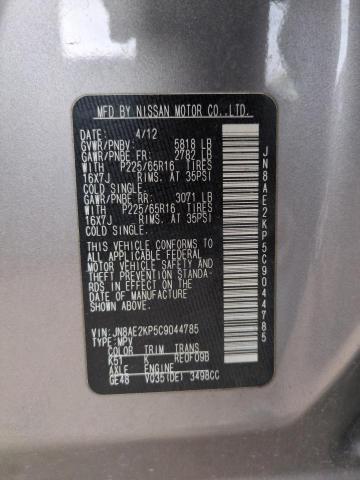 MFD BY NISSAN MOTOR CO.,LTD.
DATE: 4/12
GVWR/PNBV: 5818 LB
GAWR/PNBE FR: 2782 LB
WITH P225/65R16 TIRES
16X7J RIMS, AT 35PSI
COLD SINGLE.
GAWR/PNBE RR: 3071 LB
WITH P225/65R16 TIRES
16X7J RIMS, AT 35PSI
COLD SINGLE.
THIS VEHICLE CONFORMS TO
ALL APPLICABLE FEDERAL
MOTOR VEHICLE SAFETY
AND THEFT PREVENTION STANDA-
RDS IN EFFECT ON THE
DATE OF MANUFACTURE
SHOWN ABOVE.
VIN: JN8AE2KP5C9044785
TYPE: MPV
COLOR TRIM TRANS
K51 K RE0F09B
AXLE ENGINE
GE48 VQ35(DE) 3498CC
JN8AE2KP5C9044785